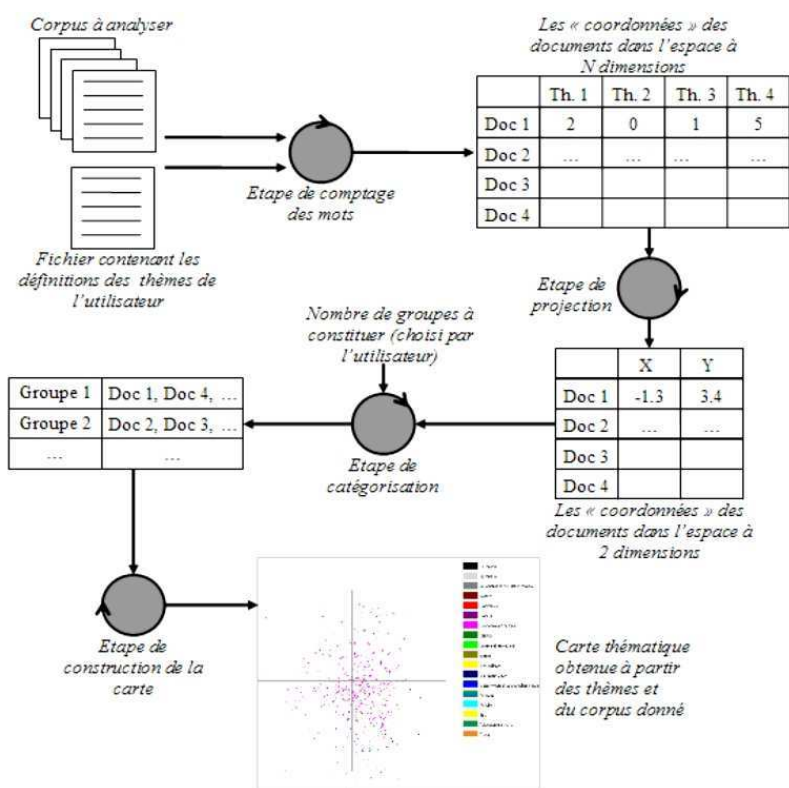 Corpus à analyser
Les « coordonnées » des
documents dans l'espace à
N dimensions
Th. 1 Th. 2 Th. 3 Th. 4
Doc 1 2 0 1 5
Doc 2 ... ... ... ...
Doc 3
Doc 4
Etape de comptage
des mots
Fichier contenant les
définitions des thèmes de
l'utilisateur
Etape de
projection
Nombre de groupes à
constituer (choisi par
l'utilisateur)
X Y
Doc 1 -1.3 3.4
Doc 2 ... ...
Doc 3
Doc 4
Les « coordonnées » des
documents dans l'espace à
2 dimensions
Groupe 1 Doc 1, Doc 4, ...
Groupe 2 Doc 2, Doc 3, ...
... ...
Etape de
catégorisation
Etape de
construction de la
carte
Carte thématique
obtenue à partir
des thèmes et
du corpus donné